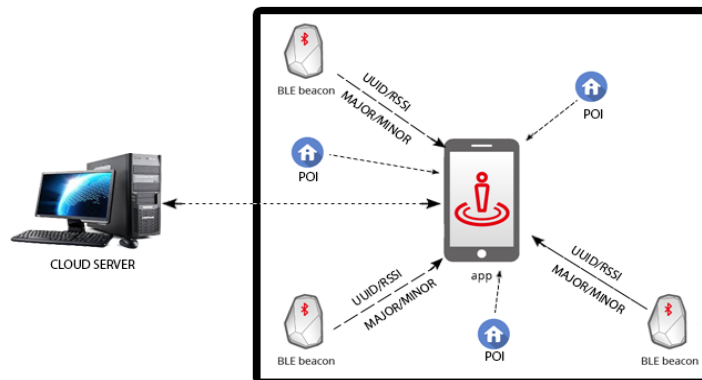 BLE beacon
UUID/RSSI
MAJOR/MINOR
POI
POI
CLOUD SERVER
app
UUID/RSSI
MAJOR/MINOR
UUID/RSSI
MAJOR/MINOR
BLE beacon
POI
BLE beacon